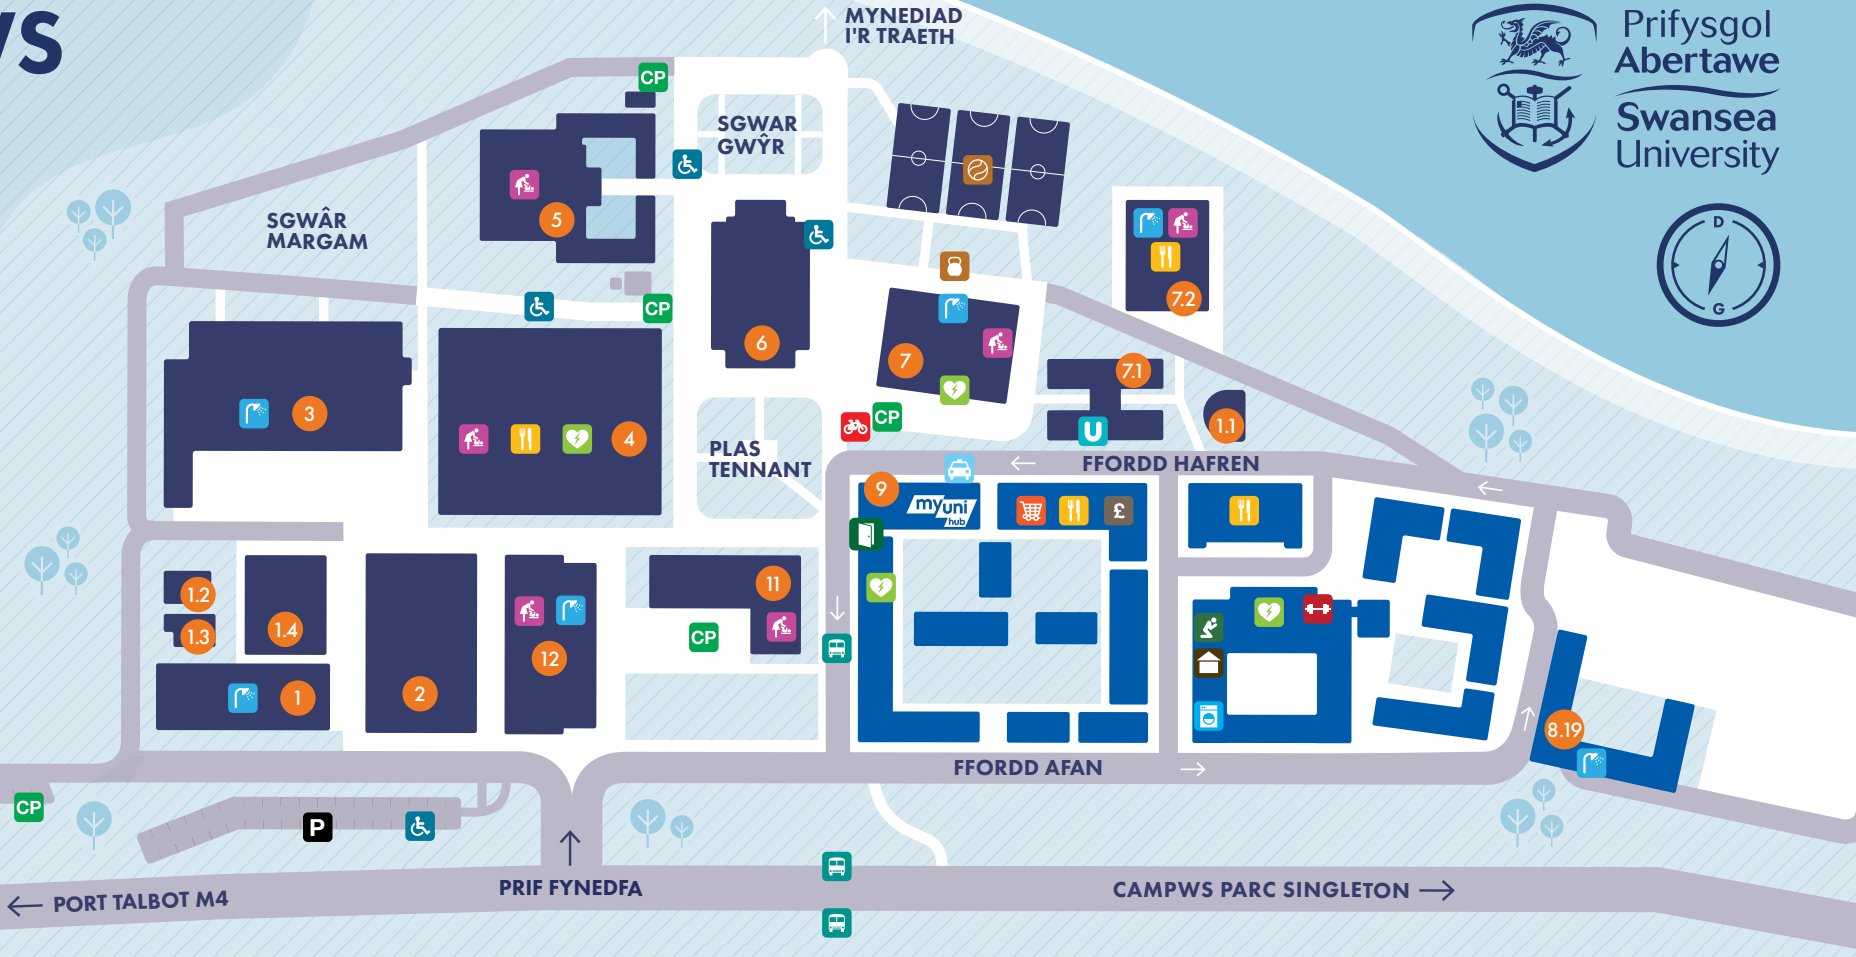 WS
MYNEDIAD
I'R TRAETH
Prifysgol
Abertawe
Swansea
University
CP
SGWAR
GWŶR
SGWÂR
MARGAM
5
D
G
7.2
CP
6
7
7.1
3
4
CP
1.1
U
PLAS
TENNANT
FFORDD HAFREN
9
myuni
hub
£
1.2
1.3
1.4
11
CP
12
1
2
8.19
FFORDD AFAN
CP
P
PRIF FYNEDFA
PORT TALBOT M4
CAMPWS PARC SINGLETON